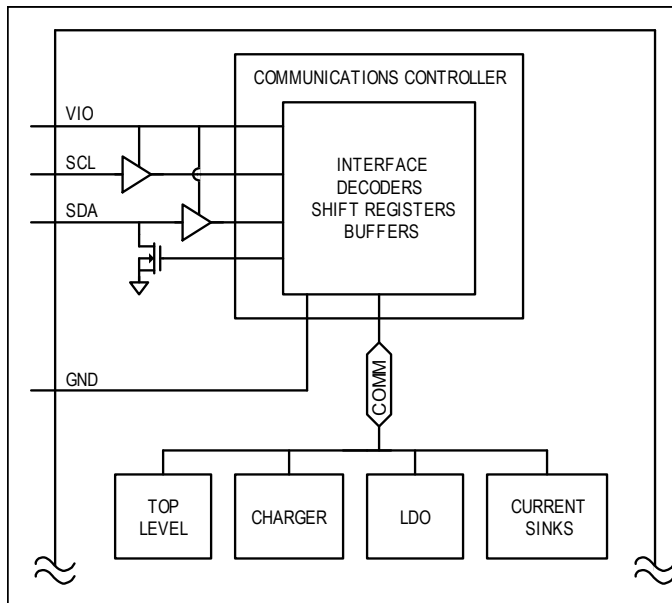 COMMUNICATIONS CONTROLLER
VIO
SCL
SDA
GND
INTERFACE
DECODERS
SHIFT REGISTERS
BUFFERS
COMM
TOP
LEVEL
CHARGER
LDO
CURRENT
SINKS